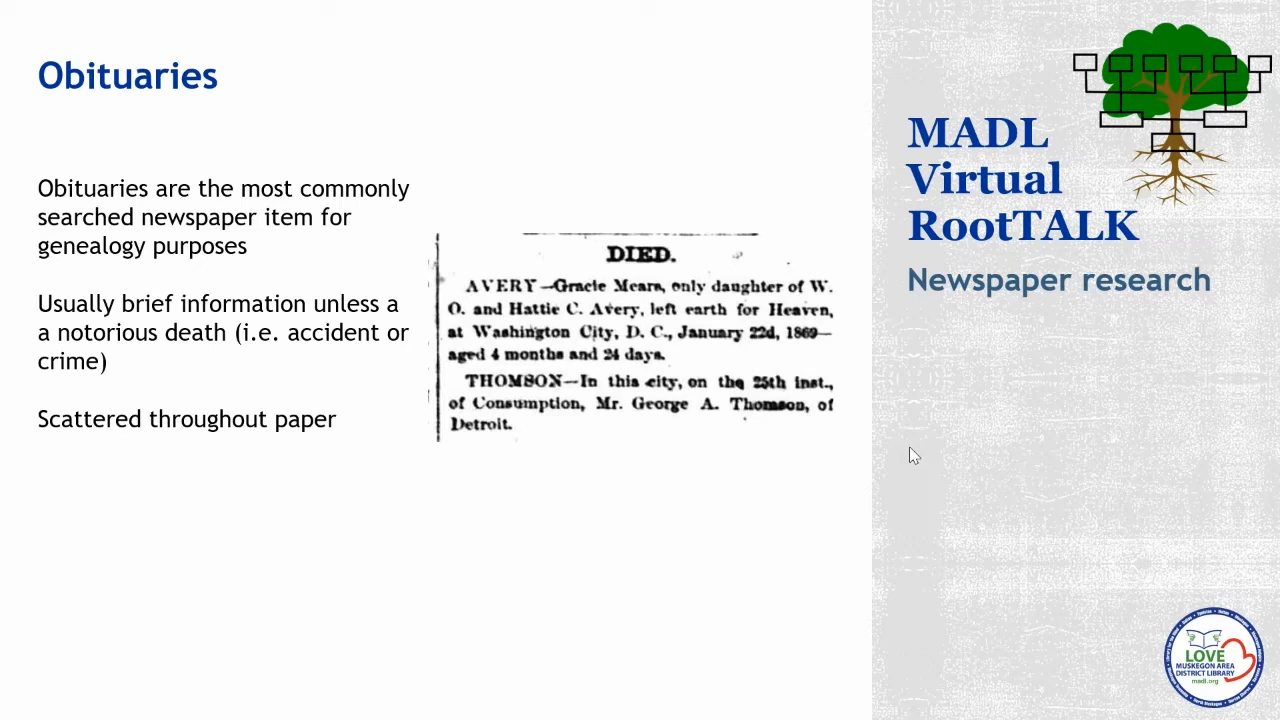 Obituaries
Obituaries are the most commonly
searched newspaper item for
genealogy purposes
Usually brief information unless a
a notorious death (i.e. accident or
crime)
Scattered throughout paper
DIED.
AVERY—Gracie Mears, only daughter of W.
O. and Hattie C. Avery, left earth for Heaven,
at Washington City, D. C., January 22d, 1869—
aged 4 months and 24 days.
THOMSON—In this city, on the 25th inst.,
of Consumption, Mr. George A. Thomson, of
Detroit.
MADL
Virtual
RootTALK
Newspaper research
LOVE
MUSKEGON AREA
DISTRICT LIBRARY
madl.org